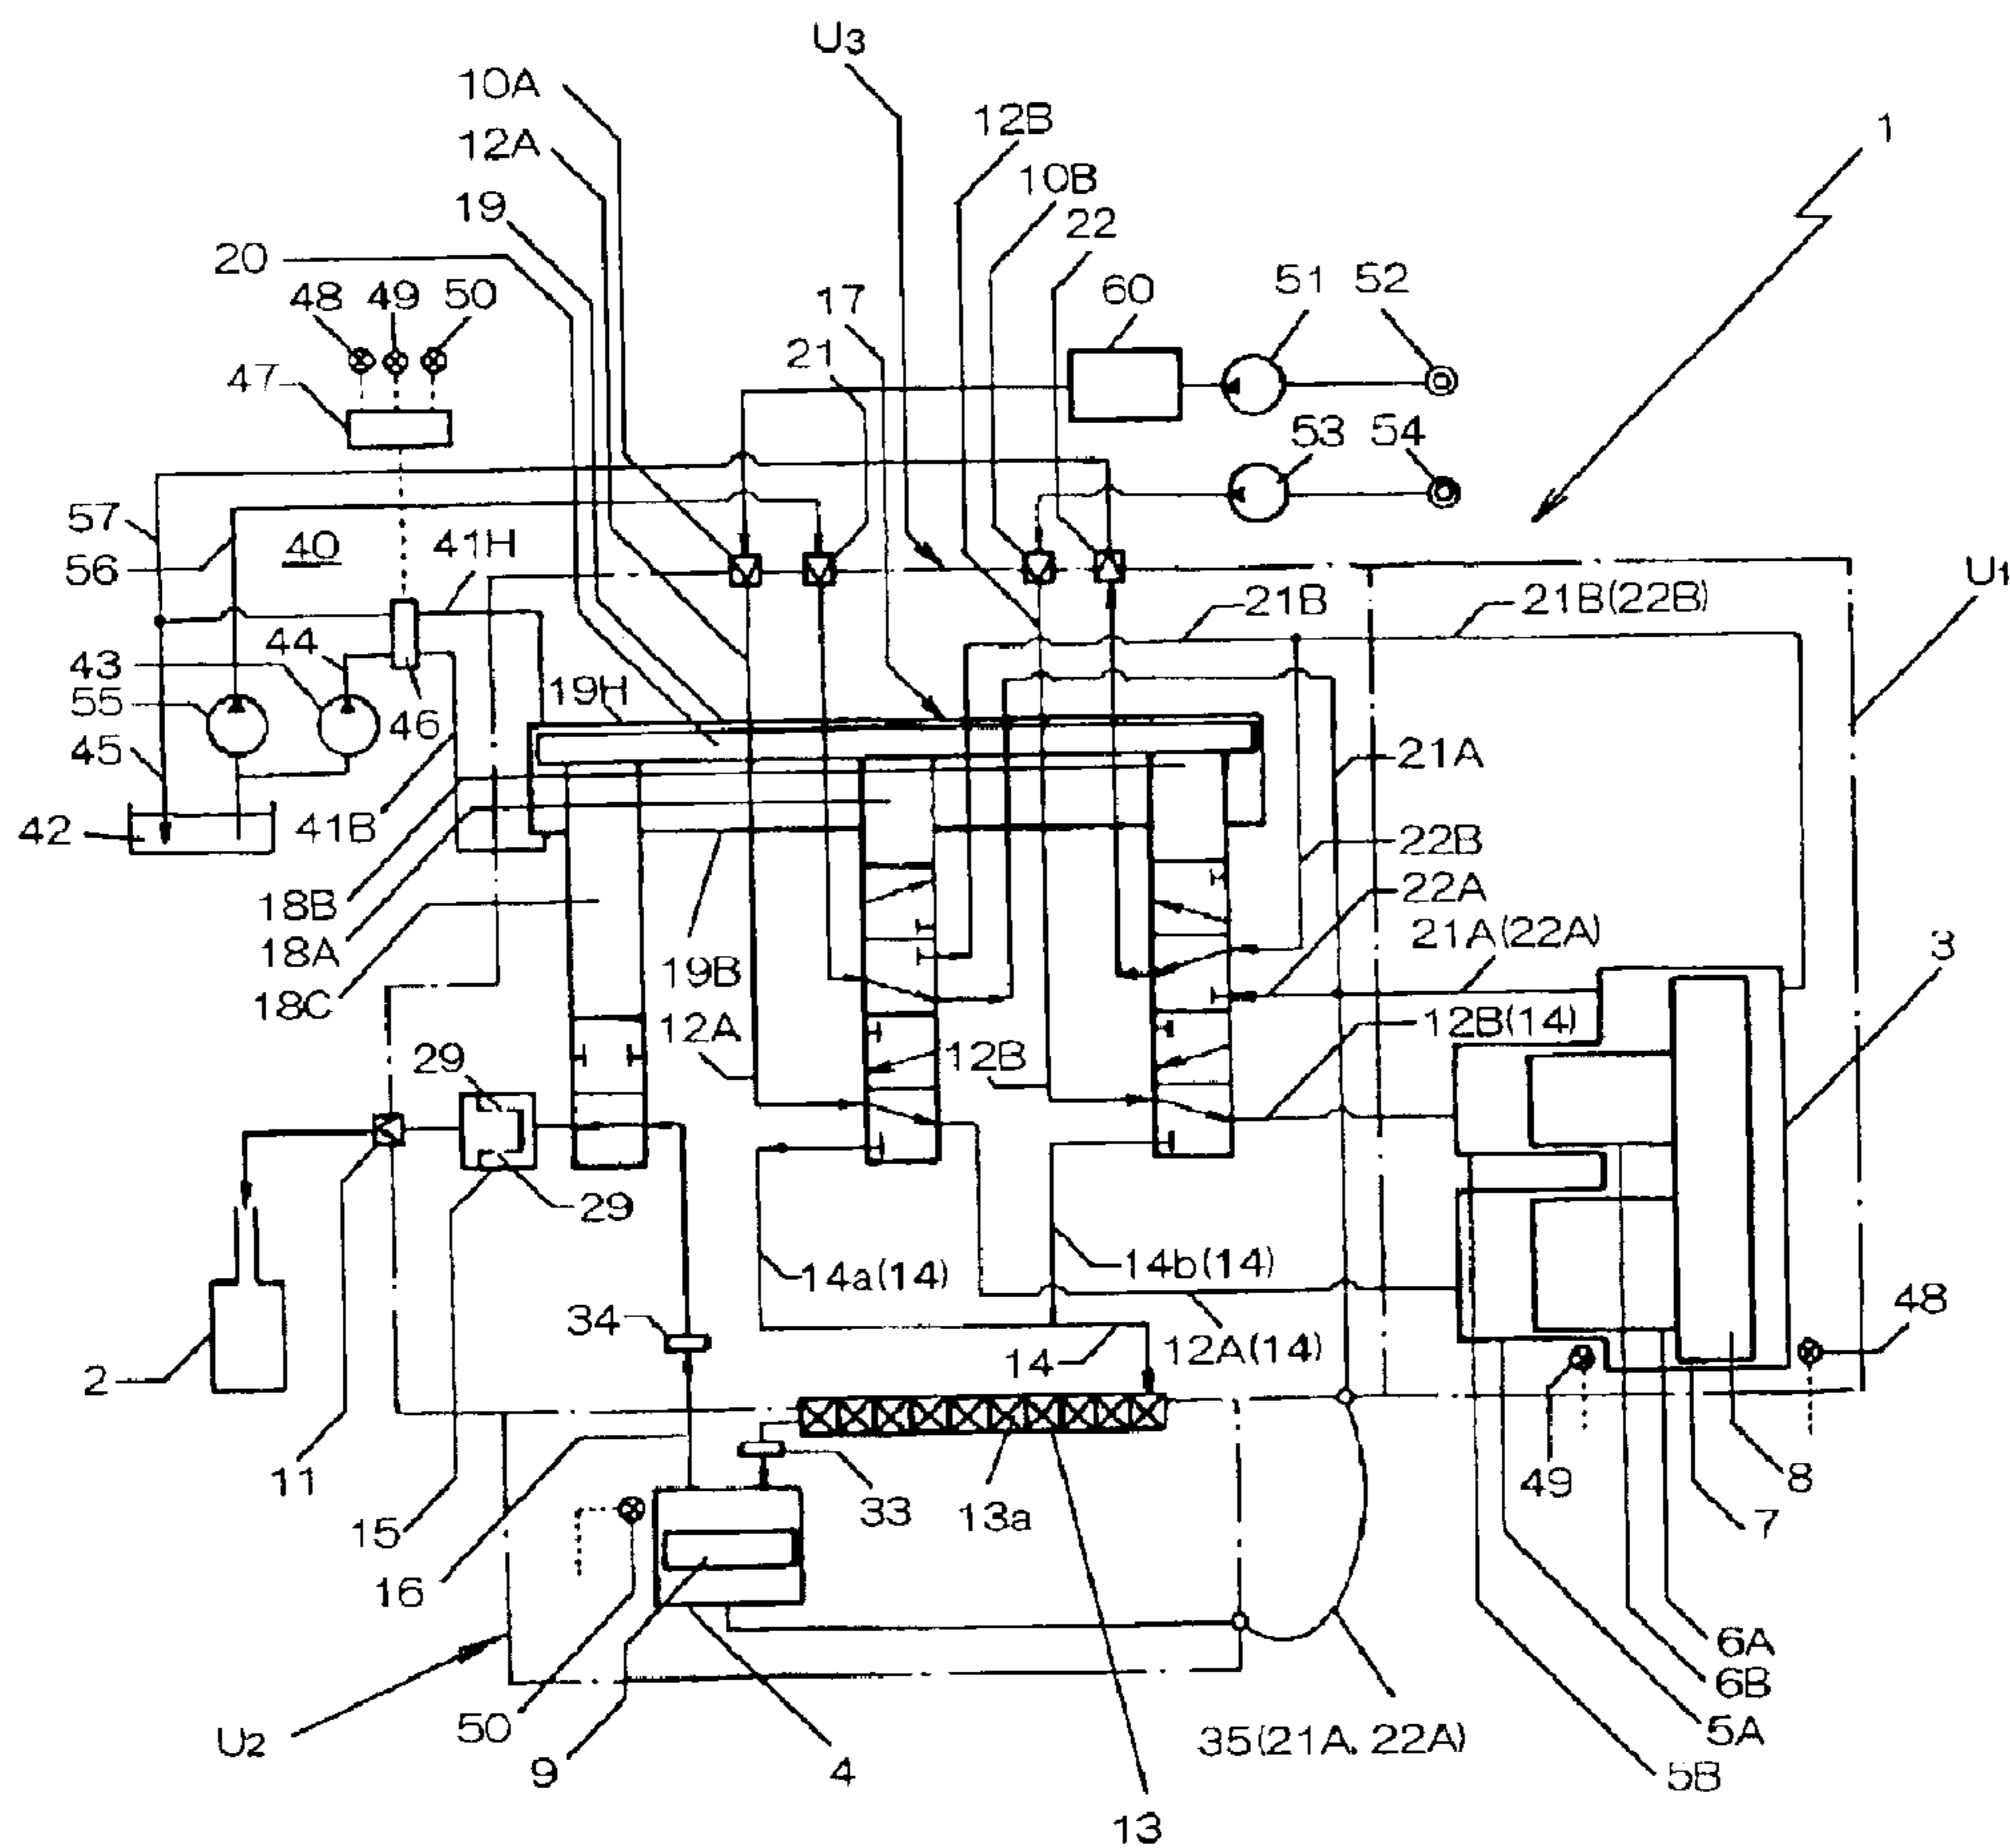 U3
10A
12B
1
12A
10B
19
22
20
17
60
51
52
48
49
50
21
47
53
54
57
40
41H
56
U1
21B
21B(22B)
44
43
55
19H
46
45
21A
42
41B
22B
18B
22A
18A
19B
21A(22A)
3
18C
12A
12B
12B(14)
29
29
14a(14)
14b(14)
34
48
2
14
12A(14)
11
33
13a
49
8
15
7
16
6A
6B
U2
50
35(21A, 22A)
5A
9
4
5B
13